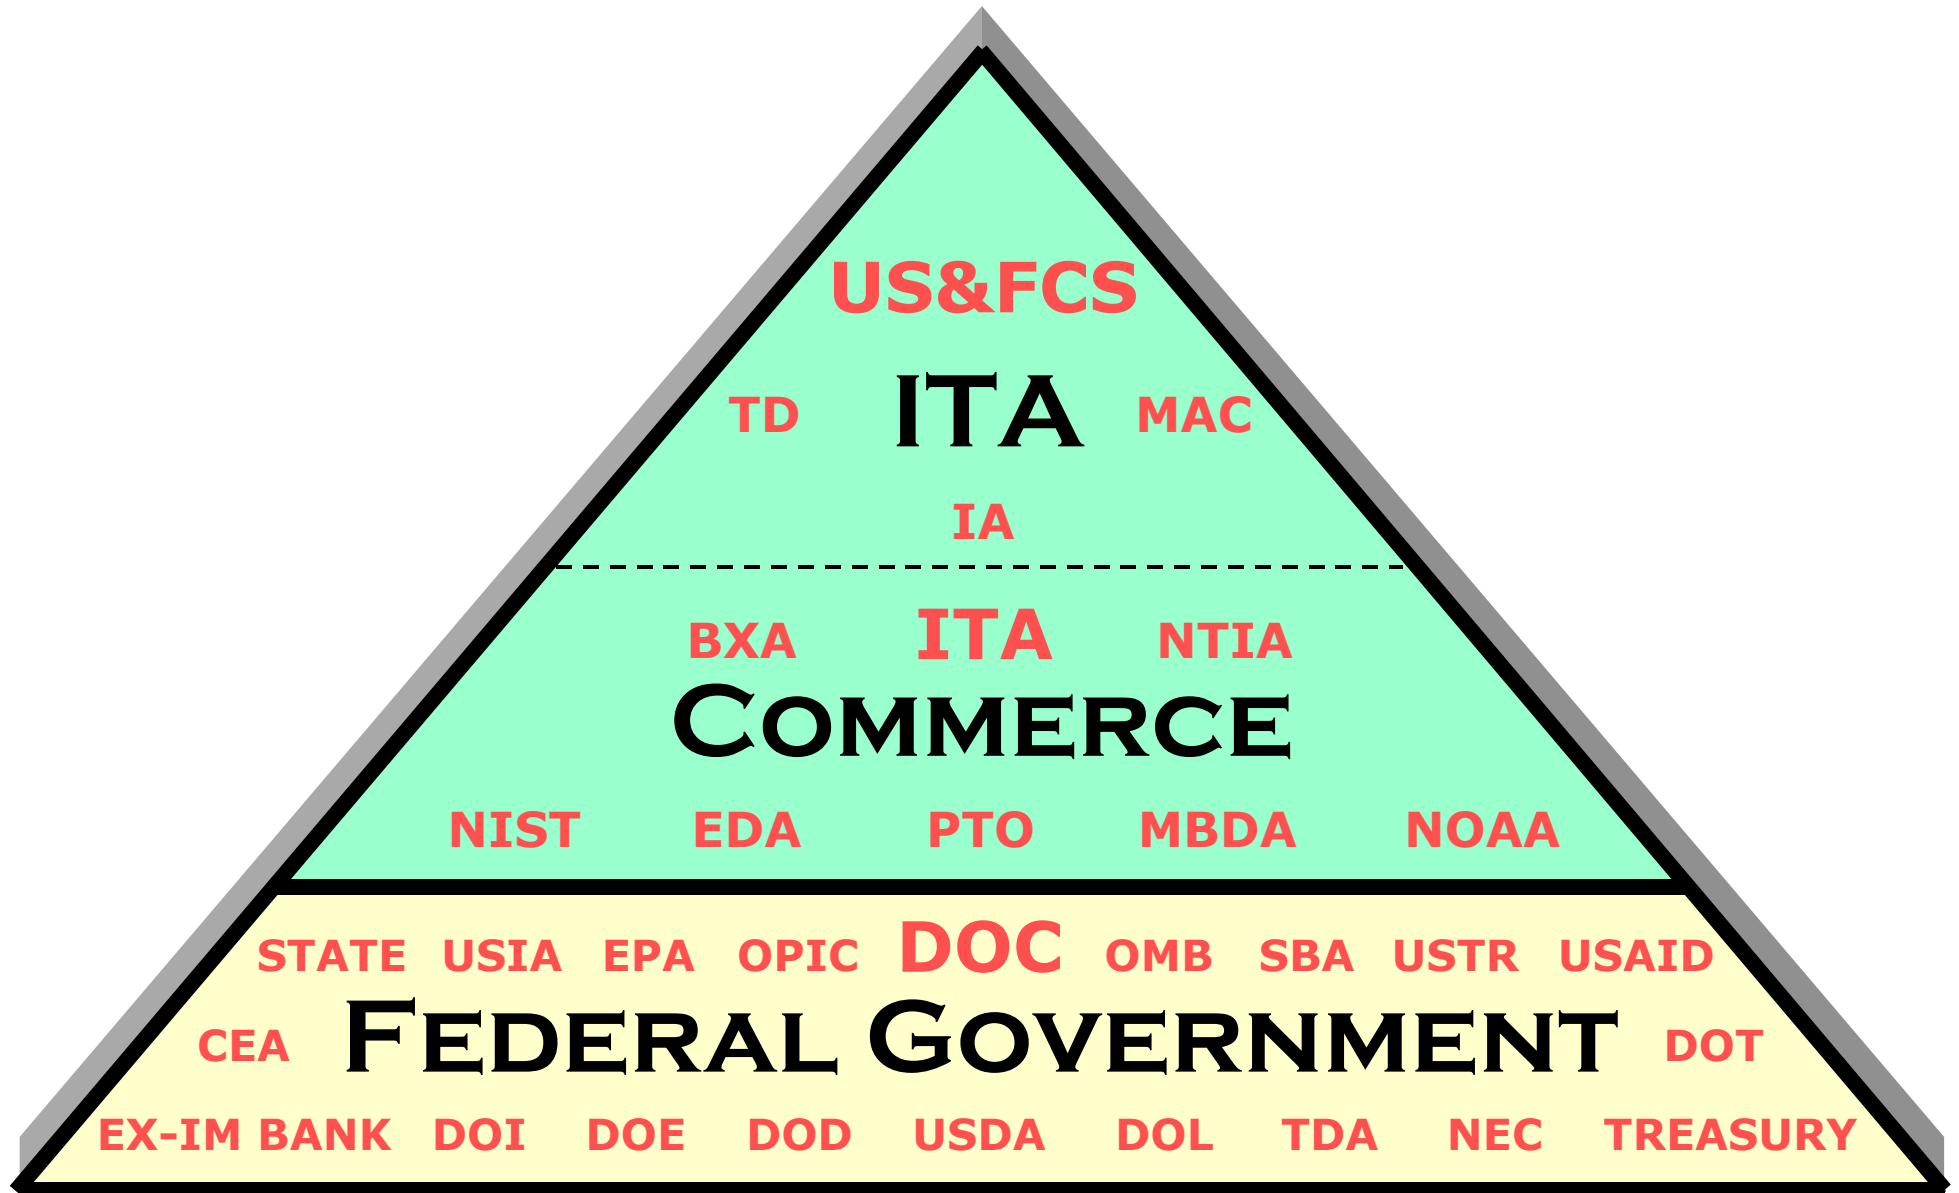 US&FCS
TD ITA MAC
IA
BXA ITA NTIA
COMMERCE
NIST EDA PTO MBDA NOAA
STATE USIA EPA OPIC DOC OMB SBA USTR USAID
CEA FEDERAL GOVERNMENT DOT
EX-IM BANK DOI DOE DOD USDA DOL TDA NEC TREASURY